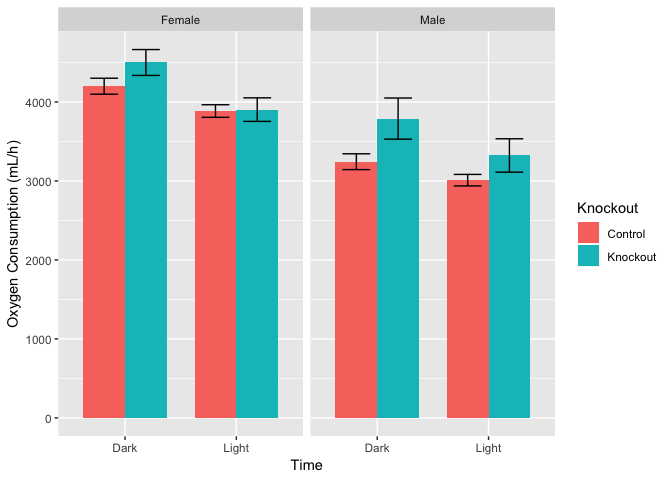 Female
Male
Oxygen Consumption (mL/h)
4000
3000
2000
1000
0
Dark
Light
Dark
Light
Time
Knockout
Control
Knockout